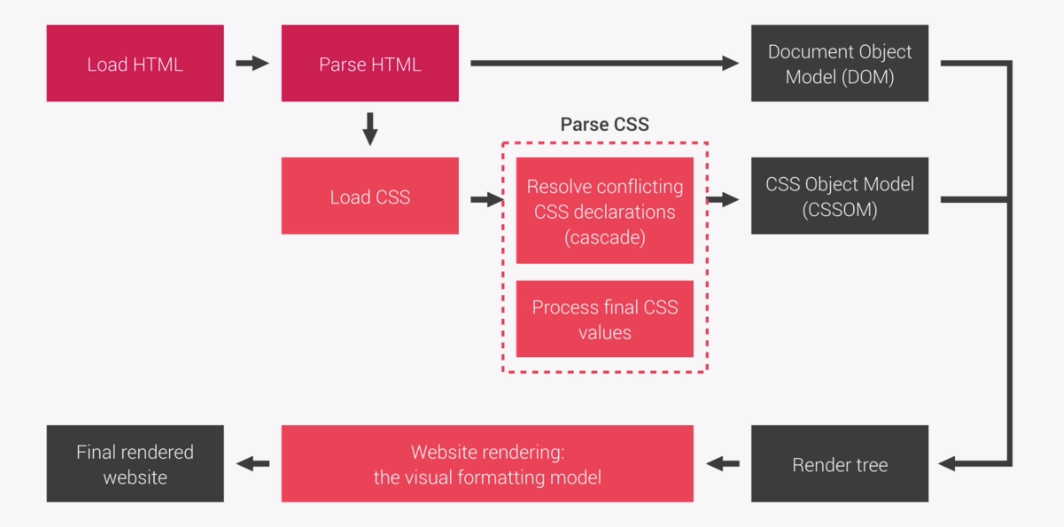 Load HTML
Parse HTML
Document Object
Model (DOM)
Parse CSS
Load CSS
Resolve conflicting
CSS declarations
(cascade)
CSS Object Model
(CSSOM)
Process final CSS
values
Final rendered
website
Website rendering:
the visual formatting model
Render tree